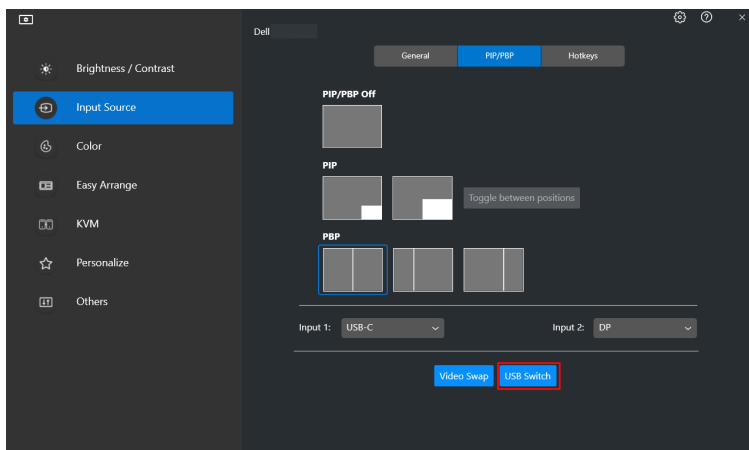 Dell
General PIP/PBP Hotkeys
Brightness / Contrast
Input Source
Color
Easy Arrange
KVM
Personalize
Others
PIP/PBP Off
PIP
Toggle between positions
PBP
Input 1: USB-C Input 2: DP
Video Swap USB Switch